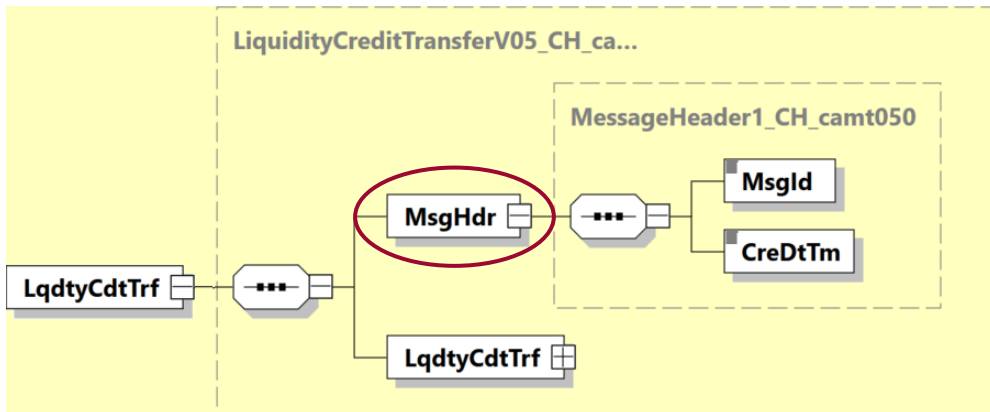 LiquidityCreditTransferV05_CH_ca...
MessageHeader1_CH_camt050
MsgId
MsgHdr
CreDtTm
LqdtyCdtTrf
LqdtyCdtTrf